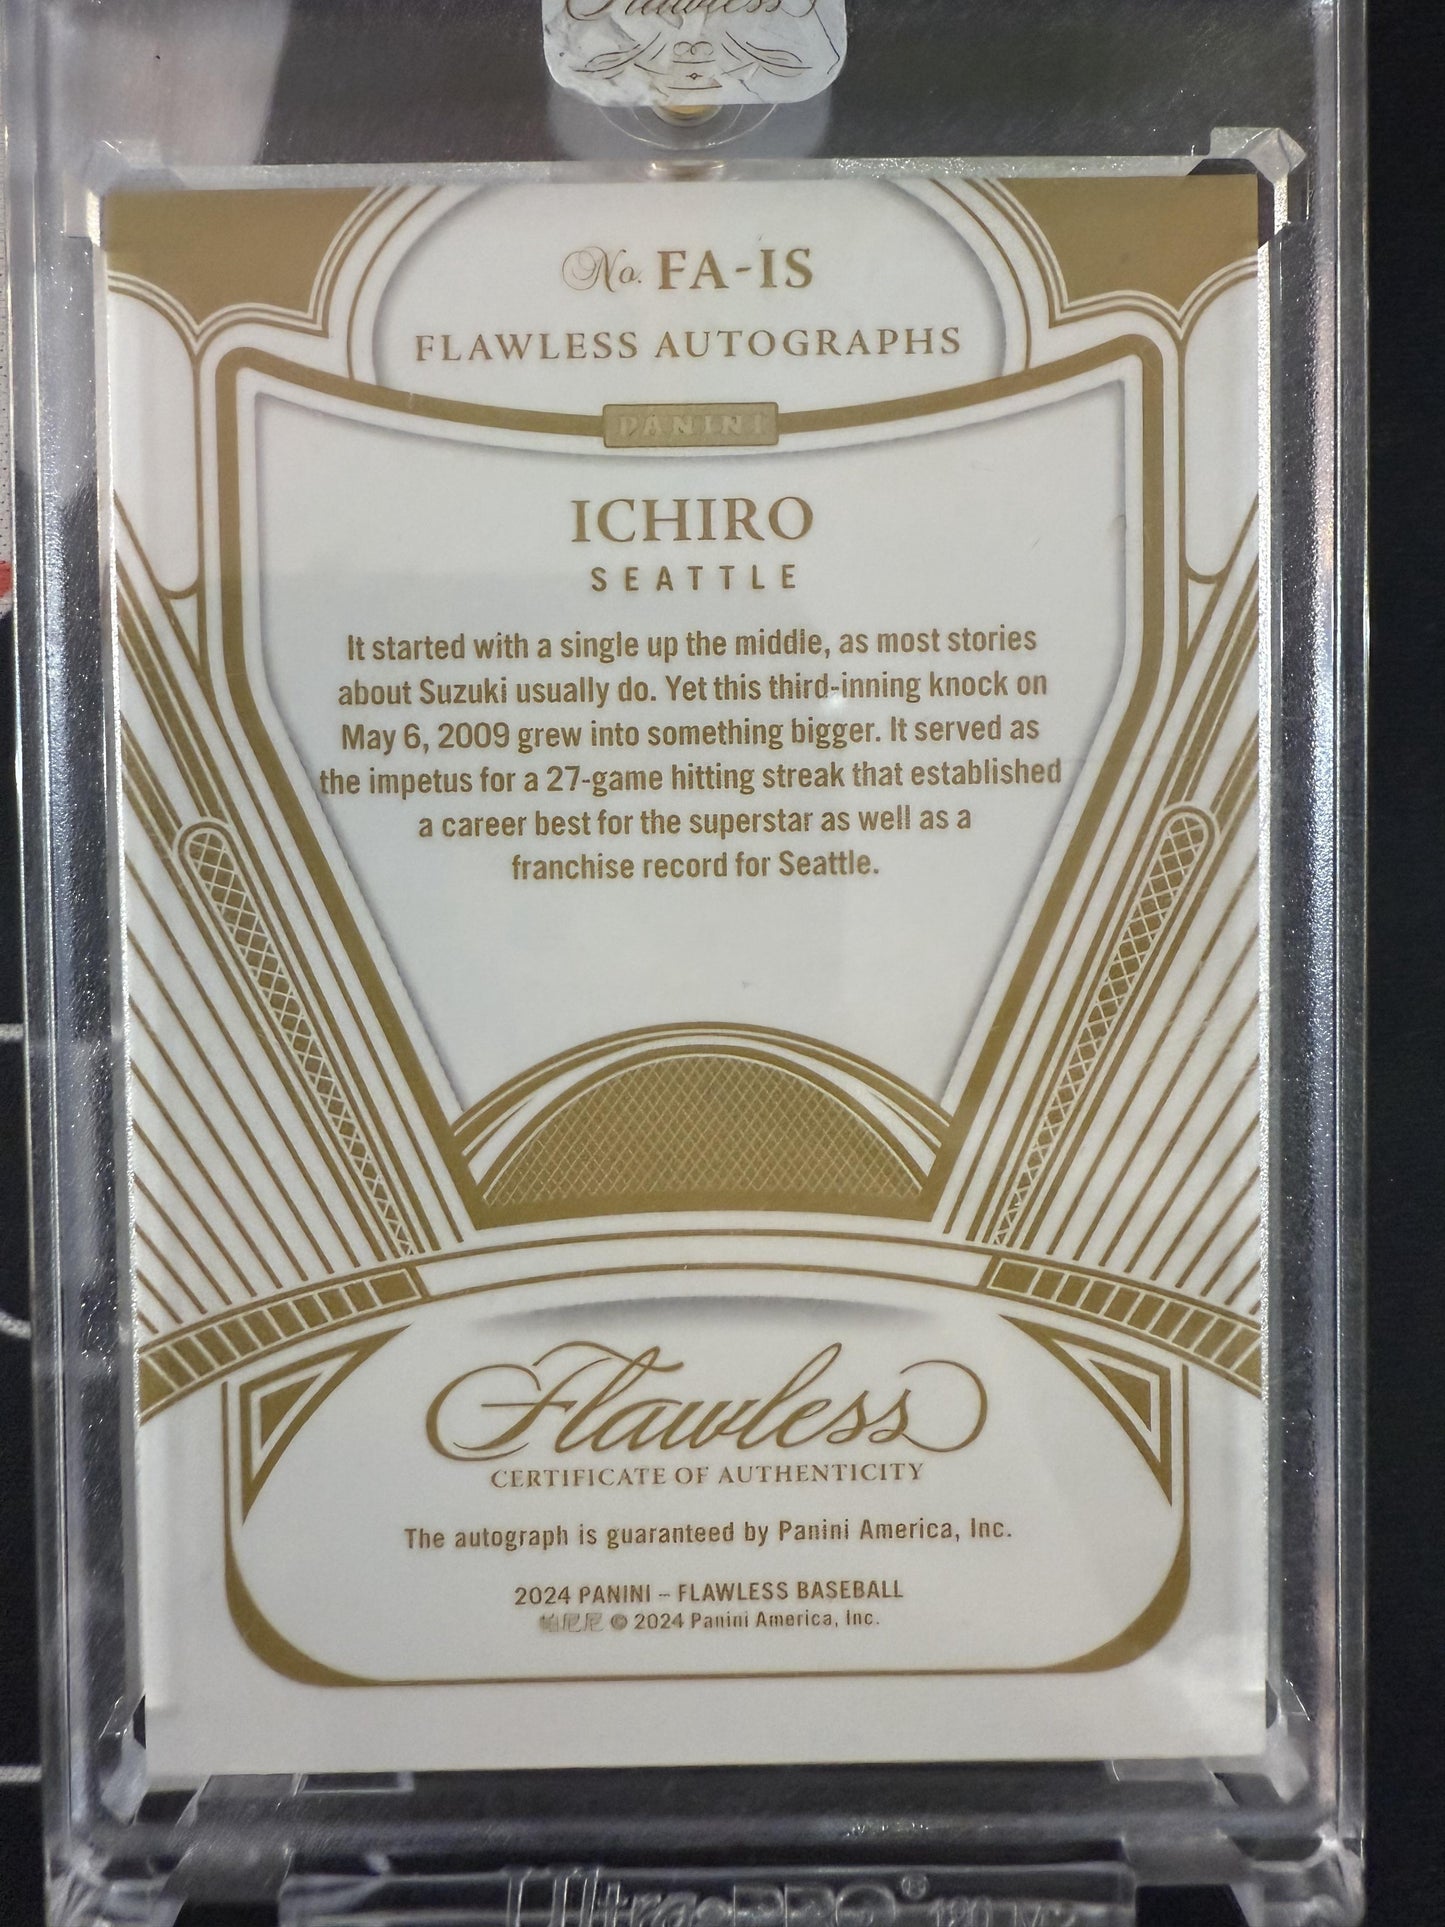 Flawless
No. FA-IS
FLAWLESS AUTOGRAPHS
PANINI
ICHIRO
SEATTLE
It started with a single up the middle, as most stories
about Suzuki usually do. Yet this third-inning knock on
May 6, 2009 grew into something bigger. It served as
the impetus for a 27-game hitting streak that established
a career best for the superstar as well as a
franchise record for Seattle.
Flawless
CERTIFICATE OF AUTHENTICITY
The autograph is guaranteed by Panini America, Inc.
2024 PANINI – FLAWLESS BASEBALL
帕尼尼 © 2024 Panini America, Inc.
Ultra PRO®